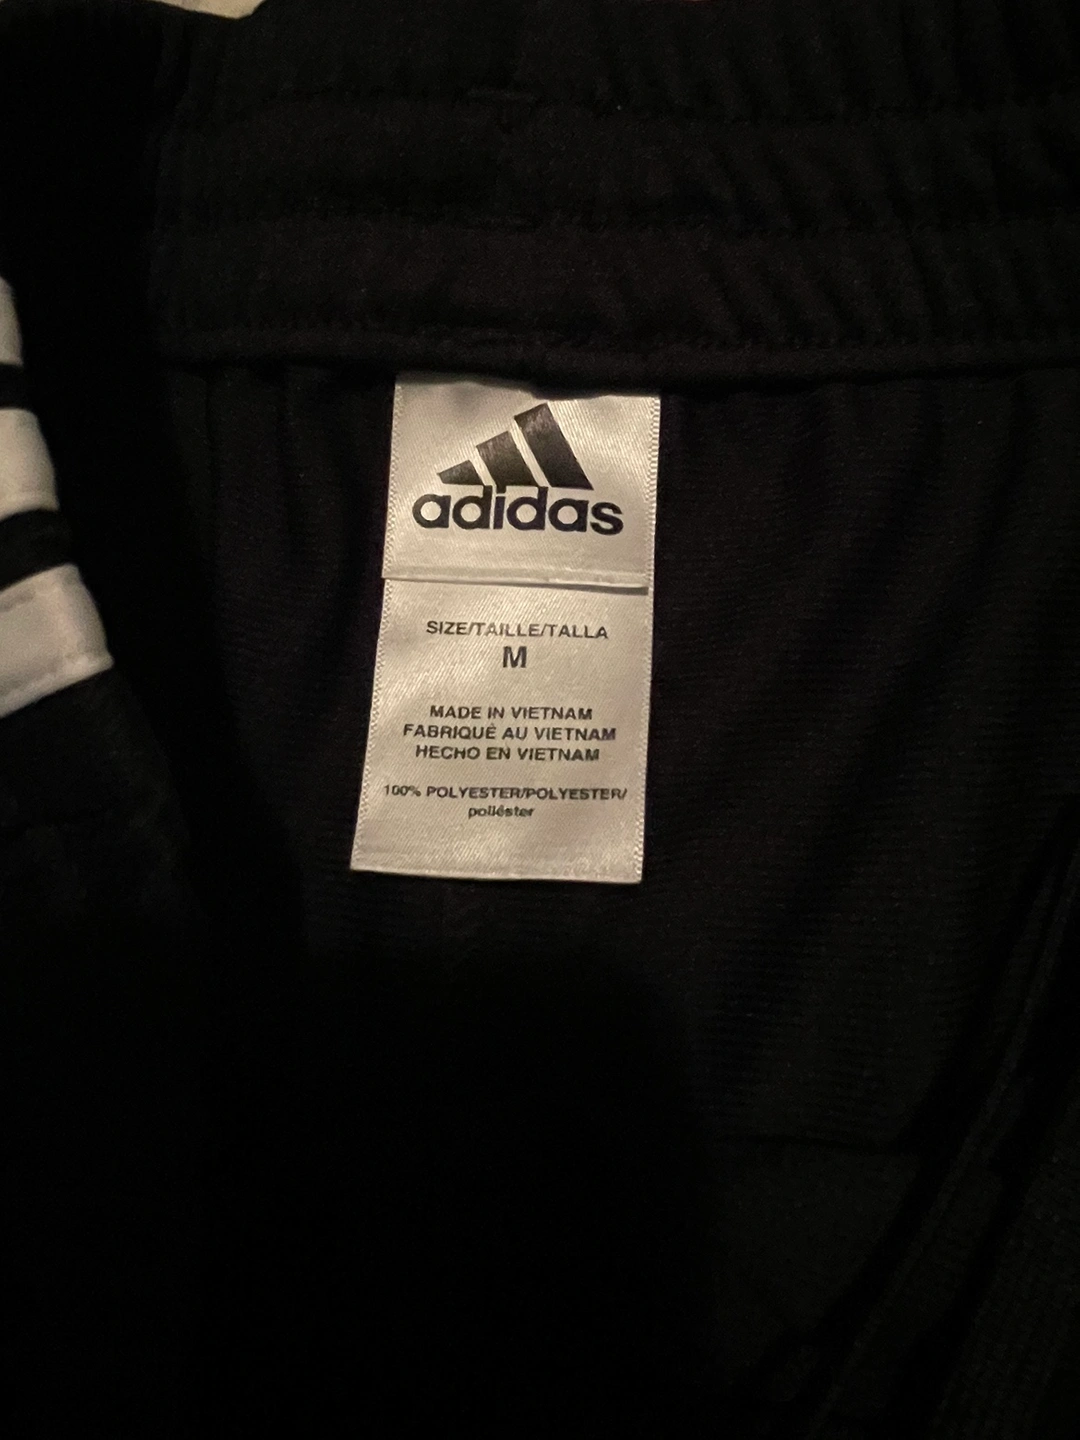 adidas
SIZE/TAILLE/TALLA
M
MADE IN VIETNAM
FABRIQUÉ AU VIETNAM
HECHO EN VIETNAM
100% POLYESTER/POLYESTER/
poliéster